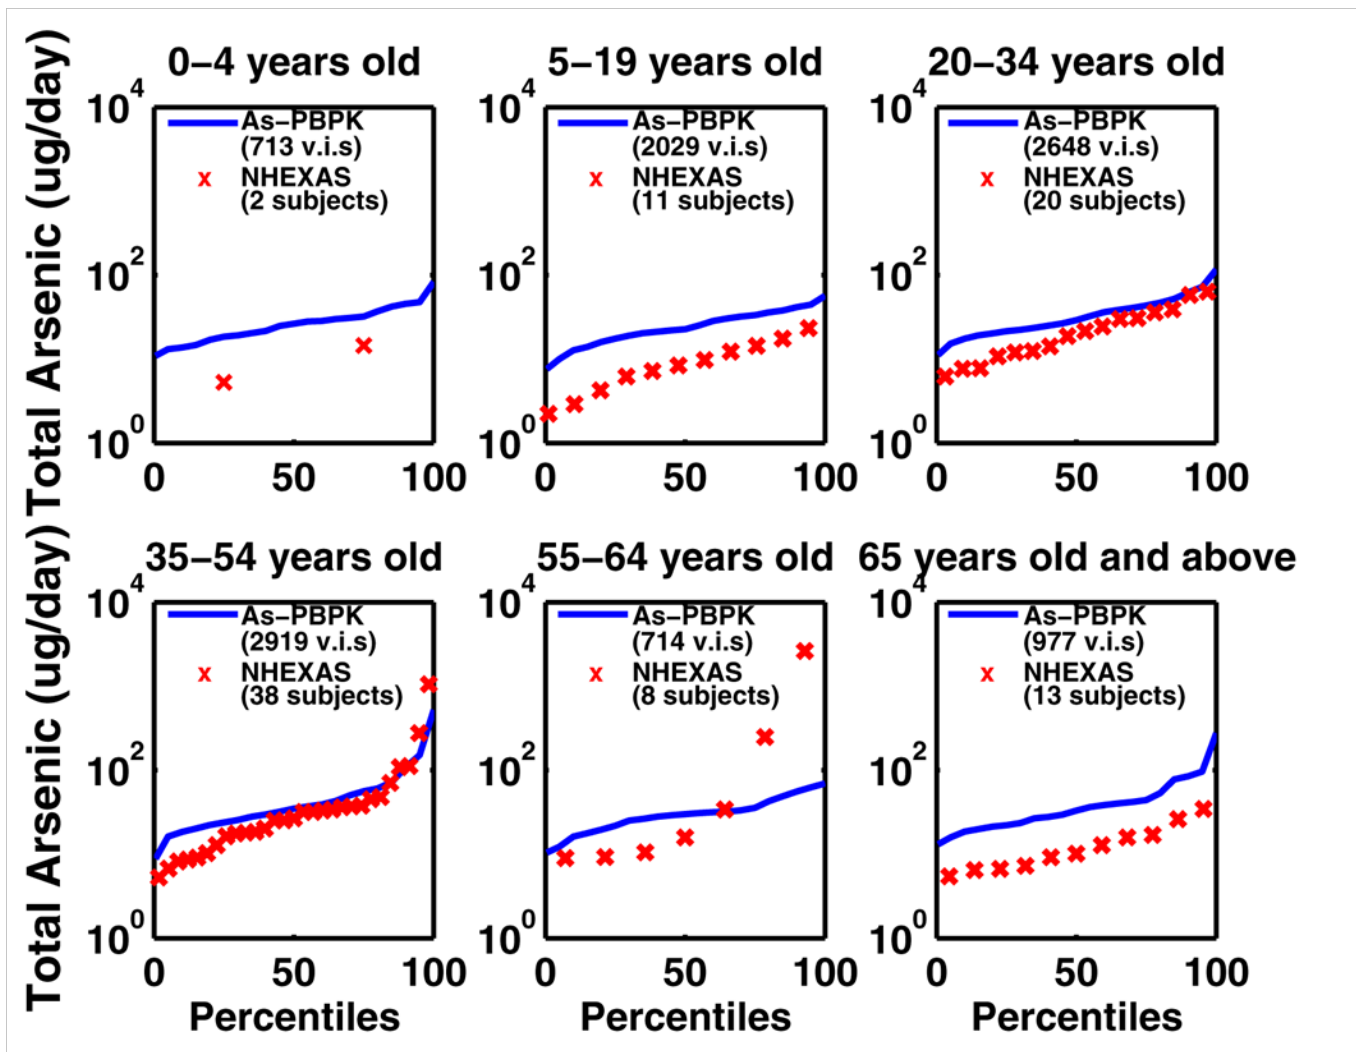 Total Arsenic (ug/day)
0–4 years old
10^4
10^2
10^0
0 50 100
As–PBPK
(713 v.i.s)
x NHEXAS
(2 subjects)
5–19 years old
10^4
10^2
10^0
0 50 100
As–PBPK
(2029 v.i.s)
x NHEXAS
(11 subjects)
20–34 years old
10^4
10^2
10^0
0 50 100
As–PBPK
(2648 v.i.s)
x NHEXAS
(20 subjects)
Total Arsenic (ug/day)
35–54 years old
10^4
10^2
10^0
0 50 100
Percentiles
As–PBPK
(2919 v.i.s)
x NHEXAS
(38 subjects)
55–64 years old
10^4
10^2
10^0
0 50 100
Percentiles
As–PBPK
(714 v.i.s)
x NHEXAS
(8 subjects)
65 years old and above
10^4
10^2
10^0
0 50 100
Percentiles
As–PBPK
(977 v.i.s)
x NHEXAS
(13 subjects)